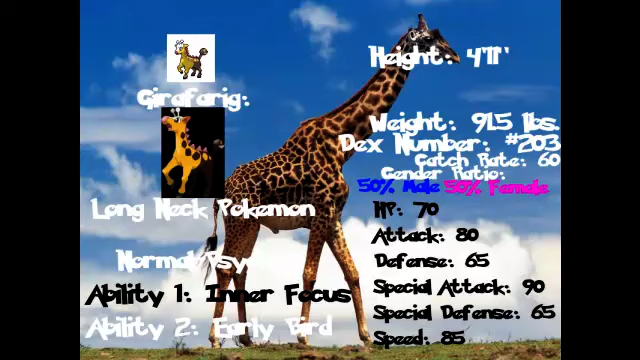 Girafarig:
Long Neck Pokemon
Normal/Psy
Ability 1: Inner Focus
Ability 2: Early Bird
Height: 4'11"
Weight: 91.5 lbs.
Dex Number: #203
Catch Rate: 60
Gender Ratio:
50% Male 50% Female
HP: 70
Attack: 80
Defense: 65
Special Attack: 90
Special Defense: 65
Speed: 85